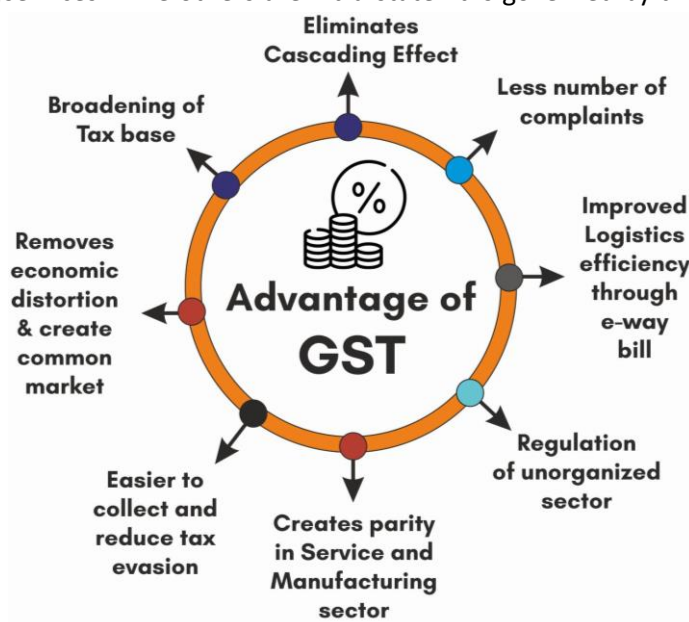 Eliminates
Cascading Effect
Less number of
complaints
Improved
Logistics
efficiency
through
e-way
bill
Regulation
of unorganized
sector
Creates parity
in Service and
Manufacturing
sector
Easier to
collect and
reduce tax
evasion
Removes
economic
distortion
& create
common
market
Broadening of
Tax base
%
Advantage of
GST